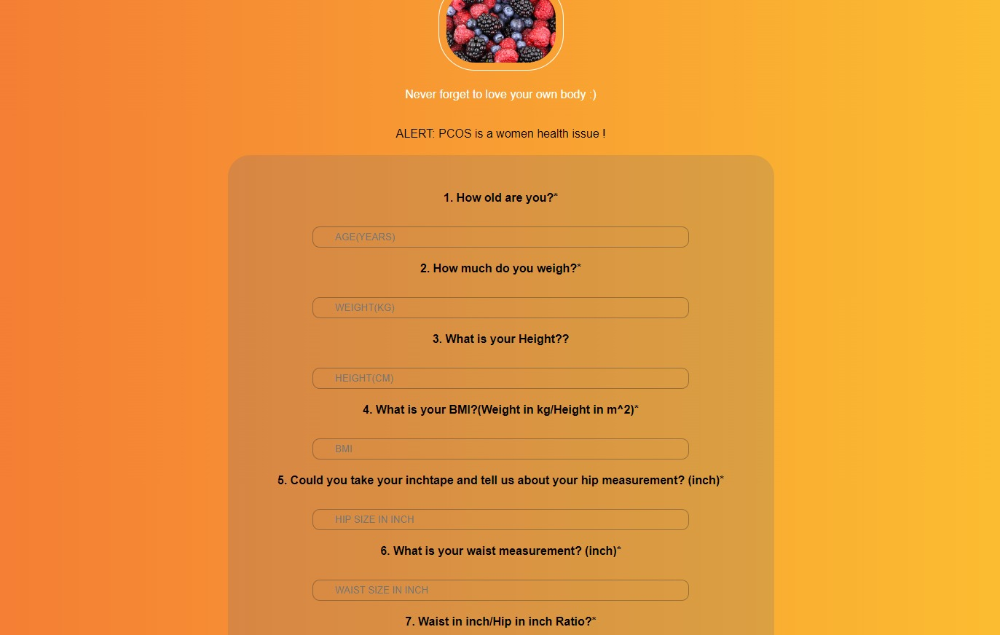 Never forget to love your own body :)
ALERT: PCOS is a women health issue !
1. How old are you?*
AGE(YEARS)
2. How much do you weigh?*
WEIGHT(KG)
3. What is your Height??
HEIGHT(CM)
4. What is your BMI?(Weight in kg/Height in m^2)*
BMI
5. Could you take your inchtape and tell us about your hip measurement? (inch)*
HIP SIZE IN INCH
6. What is your waist measurement? (inch)*
WAIST SIZE IN INCH
7. Waist in inch/Hip in inch Ratio?*